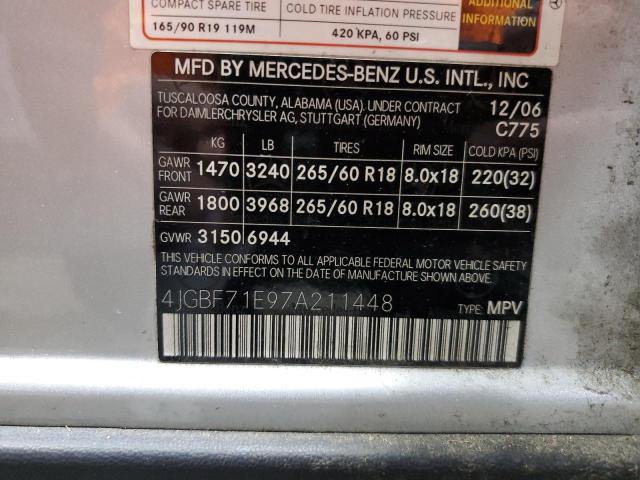 COMPACT SPARE TIRE COLD TIRE INFLATION PRESSURE ADDITIONAL
165/90 R19 119M 420 KPA, 60 PSI INFORMATION
MFD BY MERCEDES-BENZ U.S. INTL., INC
TUSCALOOSA COUNTY, ALABAMA (USA). UNDER CONTRACT 12/06
FOR DAIMLERCHRYSLER AG, STUTTGART (GERMANY) C775
KG LB TIRES RIM SIZE COLD KPA (PSI)
GAWR FRONT 1470 3240 265/60 R18 8.0x18 220(32)
GAWR REAR 1800 3968 265/60 R18 8.0x18 260(38)
GVWR 3150 6944
THIS VEHICLE CONFORMS TO ALL APPLICABLE FEDERAL MOTOR VEHICLE SAFETY
STANDARDS IN EFFECT ON THE DATE OF MANUFACTURE SHOWN ABOVE.
4JGBF71E97A211448 TYPE: MPV